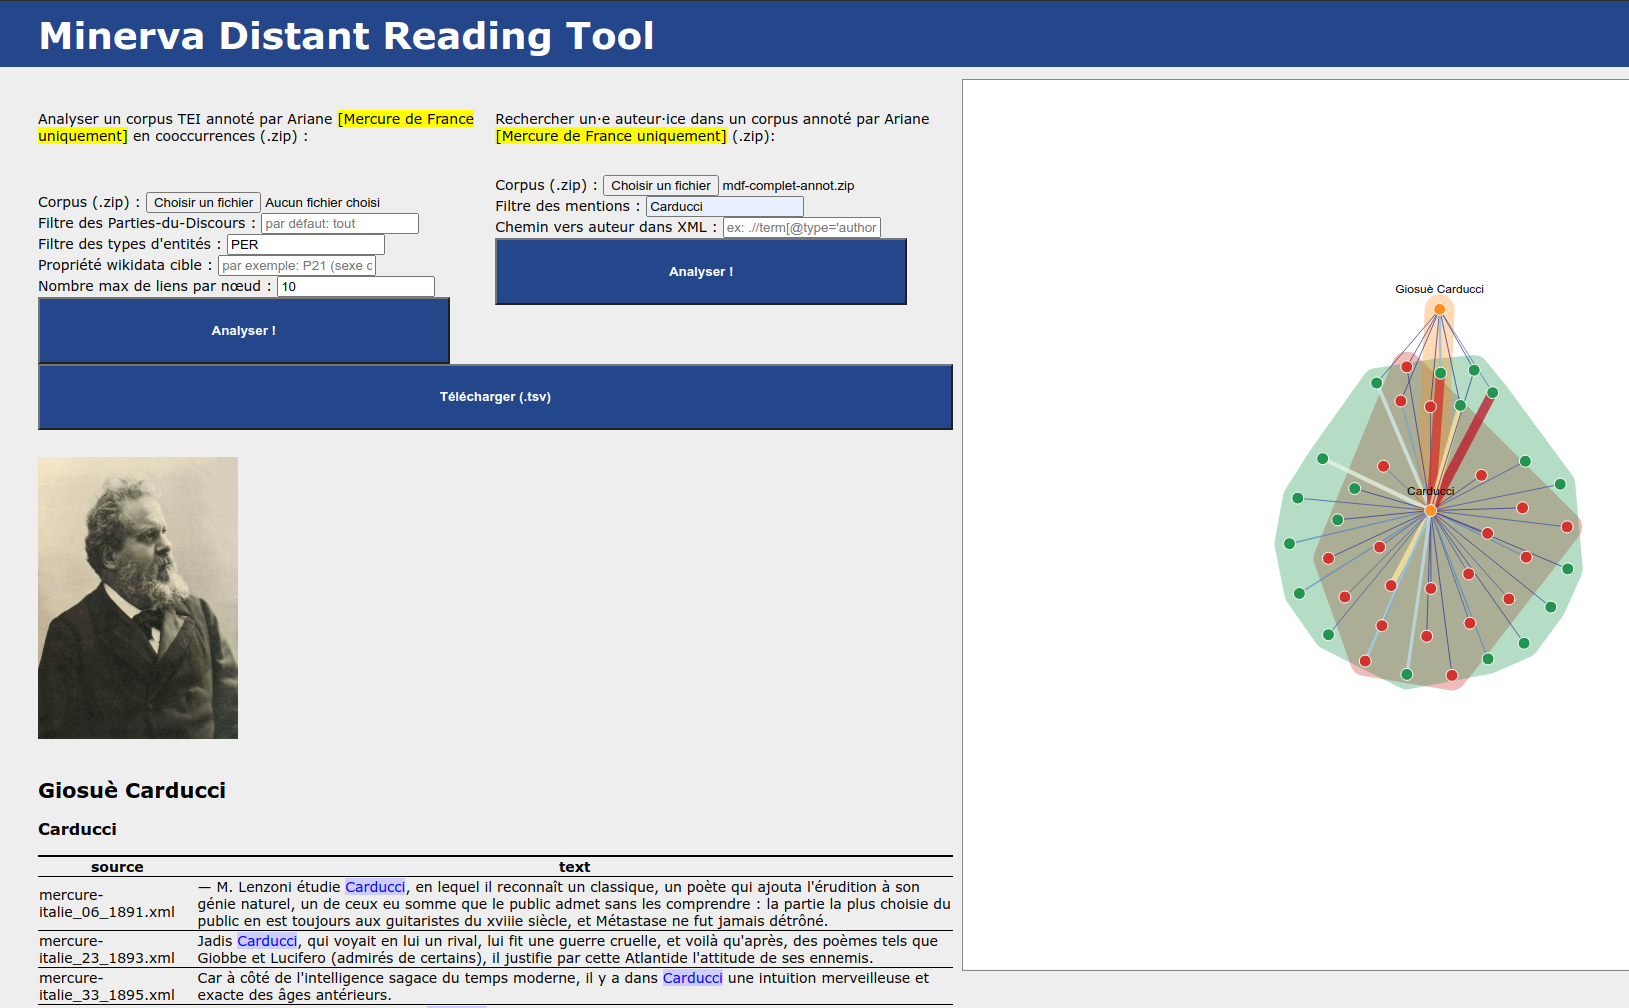 Minerva Distant Reading Tool
Analyser un corpus TEI annoté par Ariane [Mercure de France
uniquement] en cooccurrences (.zip) :
Corpus (.zip) : Choisir un fichier Aucun fichier choisi
Filtre des Parties-du-Discours : par défaut: tout
Filtre des types d'entités : PER
Propriété wikidata cible : par exemple: P21 (sexe c
Nombre max de liens par nœud : 10
Analyser !
Rechercher un·e auteur·ice dans un corpus annoté par Ariane
[Mercure de France uniquement] (.zip):
Corpus (.zip) : Choisir un fichier mdf-complet-annot.zip
Filtre des mentions : Carducci
Chemin vers auteur dans XML : ex: .//term[@type='author
Analyser !
Télécharger (.tsv)
Giosuè Carducci
Carducci
source text
mercure-
italie_06_1891.xml
— M. Lenzoni étudie Carducci, en lequel il reconnaît un classique, un poète qui ajouta l'érudition à son
génie naturel, un de ceux eu somme que le public admet sans les comprendre : la partie la plus choisie du
public en est toujours aux guitaristes du xviiie siècle, et Métastase ne fut jamais détrôné.
mercure-
italie_23_1893.xml
Jadis Carducci, qui voyait en lui un rival, lui fit une guerre cruelle, et voilà qu'après, des poèmes tels que
Giobbe et Lucifero (admirés de certains), il justifie par cette Atlantide l'attitude de ses ennemis.
mercure-
italie_33_1895.xml
Car à côté de l'intelligence sagace du temps moderne, il y a dans Carducci une intuition merveilleuse et
exacte des âges antérieurs.
Giosuè Carducci
Carducci